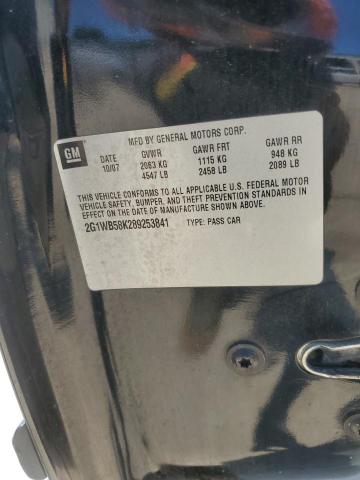 MFD BY GENERAL MOTORS CORP.
GM DATE GVWR GAWR FRT GAWR RR
10/07 2063 KG 1115 KG 948 KG
4547 LB 2458 LB 2089 LB
THIS VEHICLE CONFORMS TO ALL APPLICABLE U.S. FEDERAL MOTOR
VEHICLE SAFETY, BUMPER, AND THEFT PREVENTION STANDARDS IN
EFFECT ON THE DATE OF MANUFACTURE SHOWN ABOVE.
2G1WB58K289253841 TYPE: PASS CAR